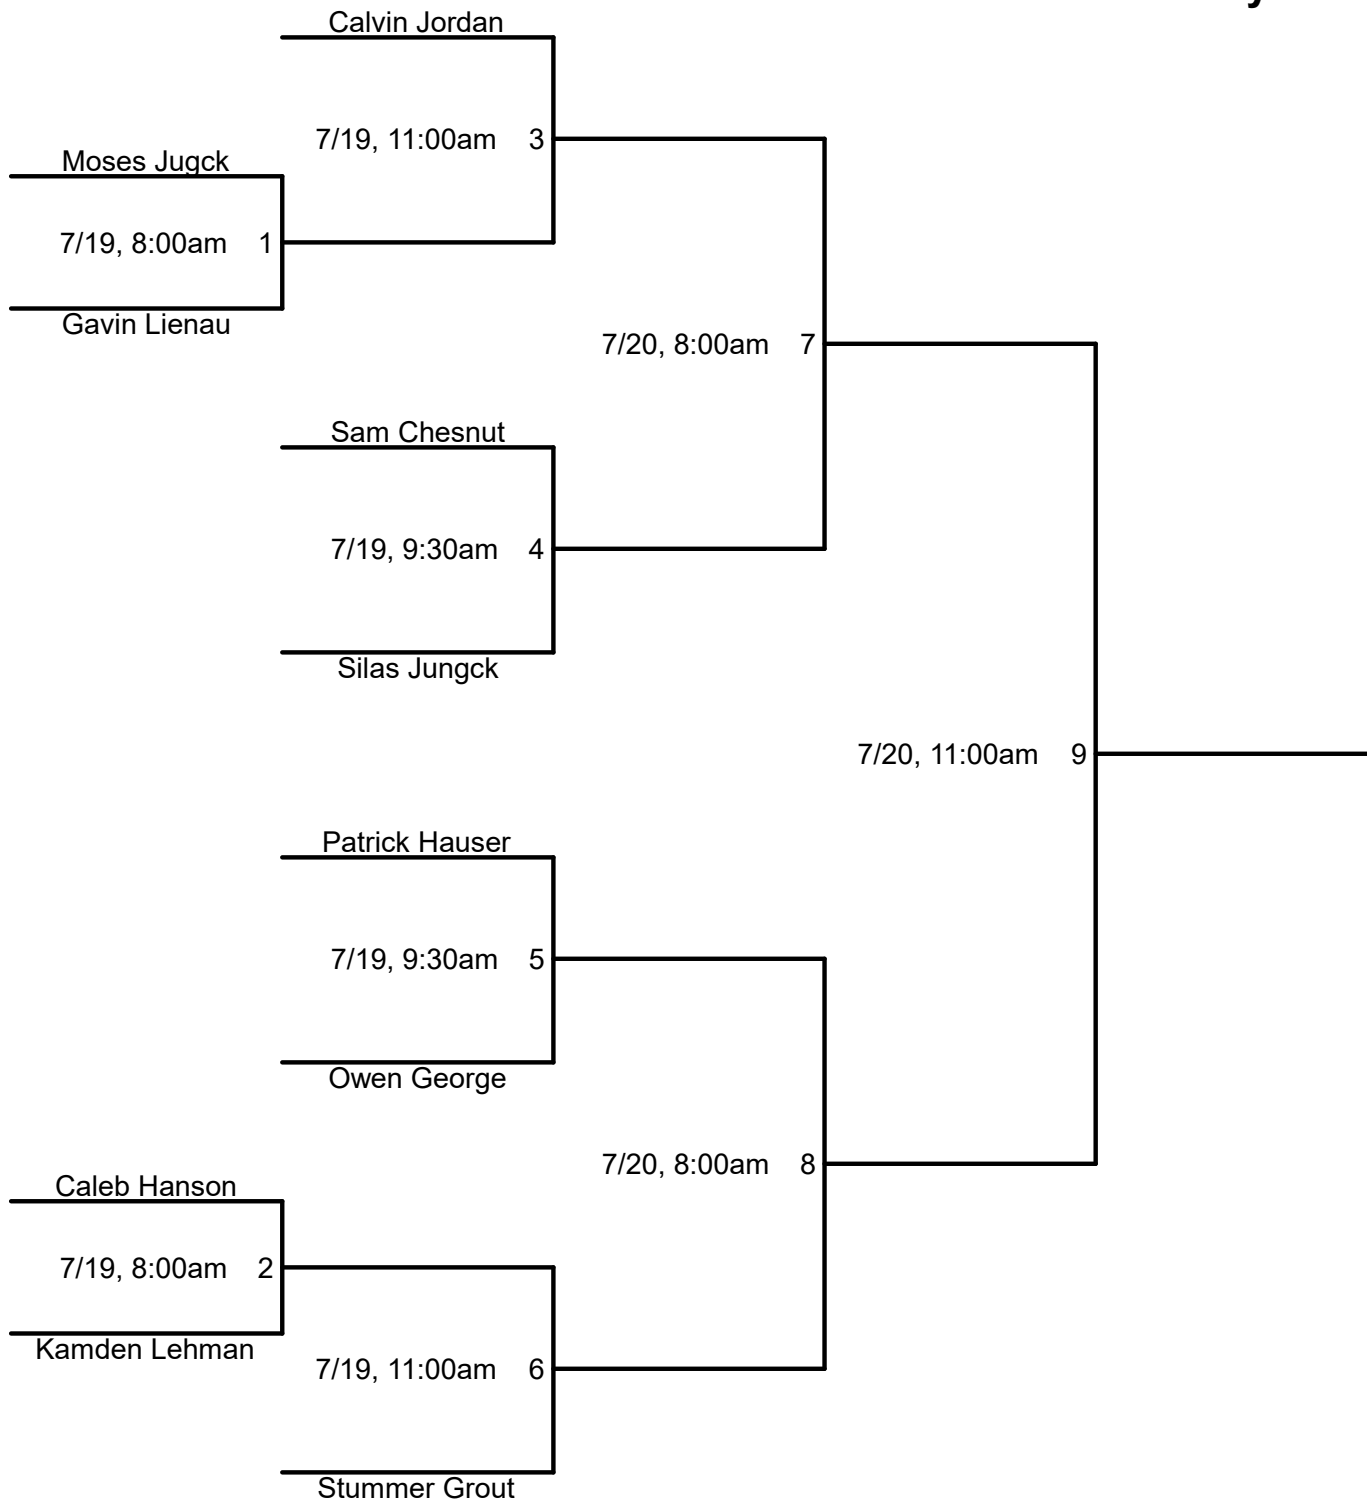 Calvin Jordan
7/19, 11:00am 3
Moses Jugck
7/19, 8:00am 1
Gavin Lienau
7/20, 8:00am 7
Sam Chesnut
7/19, 9:30am 4
Silas Jungck
7/20, 11:00am 9
Patrick Hauser
7/19, 9:30am 5
Owen George
7/20, 8:00am 8
Caleb Hanson
7/19, 8:00am 2
Kamden Lehman
7/19, 11:00am 6
Stummer Grout